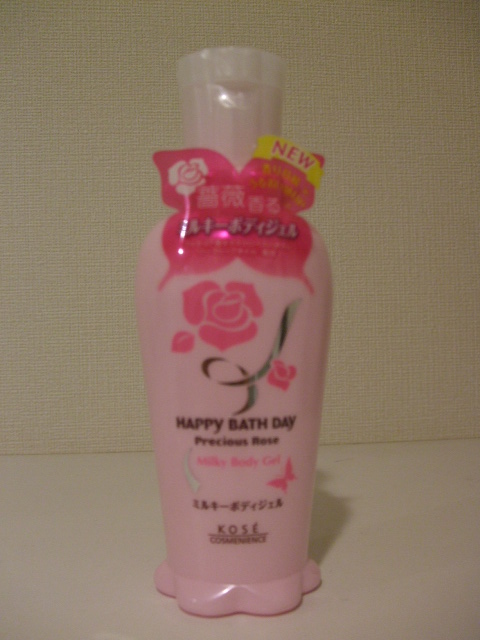 NEW
薔薇香る
ミルキーボディジェル
HAPPY BATH DAY
Precious Rose
Milky Body Gel
ミルキーボディジェル
KOSÉ
COSMENIENCE